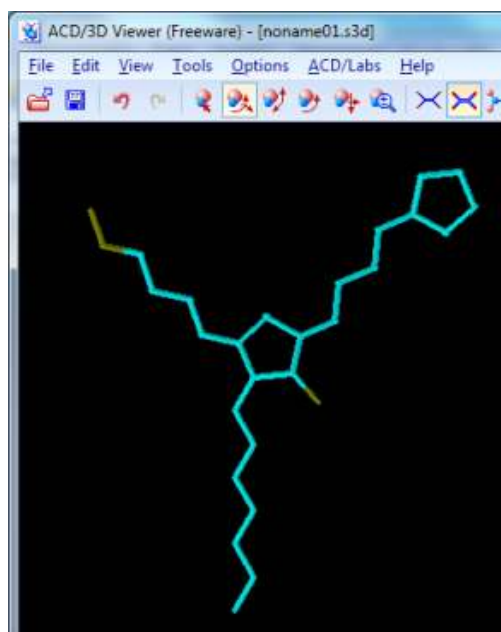 ACD/3D Viewer (Freeware) - [noname01.s3d]
File Edit View Tools Options ACD/Labs Help